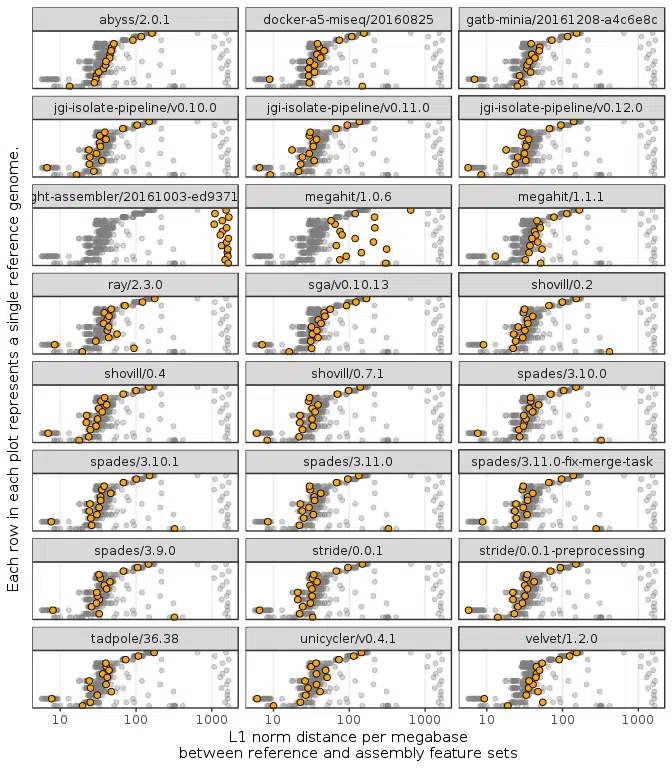 abyss/2.0.1
docker-a5-miseq/20160825
gatb-minia/20161208-a4c6e8c
jgi-isolate-pipeline/v0.10.0
jgi-isolate-pipeline/v0.11.0
jgi-isolate-pipeline/v0.12.0
ght-assembler/20161003-ed9371
megahit/1.0.6
megahit/1.1.1
ray/2.3.0
sga/v0.10.13
shovill/0.2
shovill/0.4
shovill/0.7.1
spades/3.10.0
spades/3.10.1
spades/3.11.0
spades/3.11.0-fix-merge-task
spades/3.9.0
stride/0.0.1
stride/0.0.1-preprocessing
tadpole/36.38
unicycler/v0.4.1
velvet/1.2.0
10 100 1000
10 100 1000
10 100 1000
L1 norm distance per megabase
between reference and assembly feature sets
Each row in each plot represents a single reference genome.